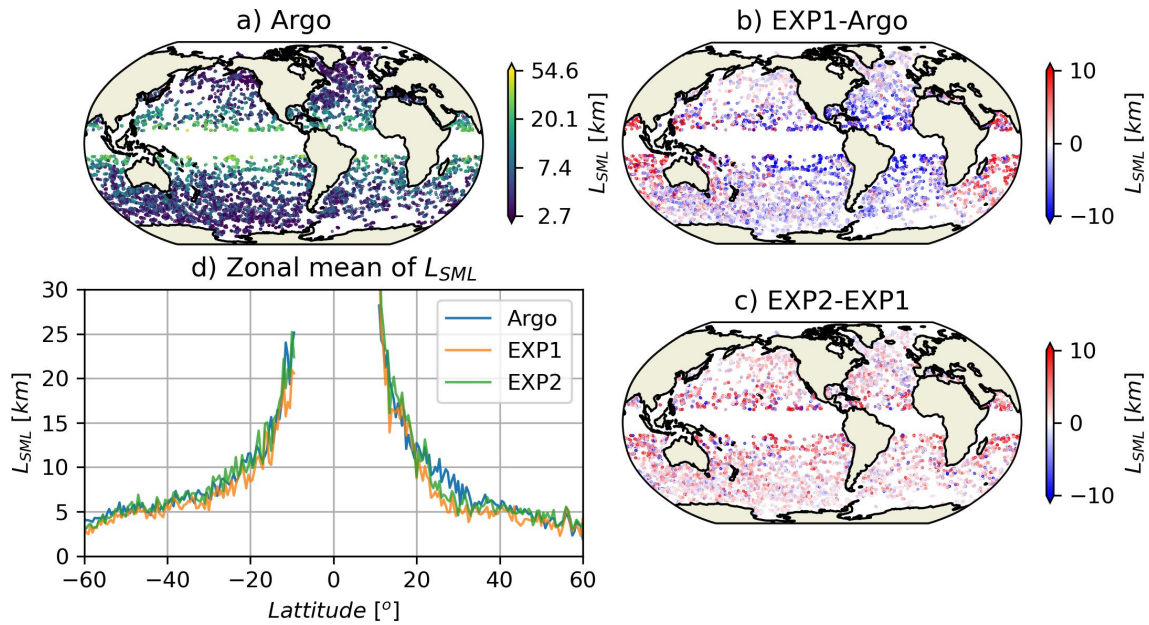 a) Argo
54.6
20.1
7.4
2.7
L_SML [km]
b) EXP1-Argo
10
0
−10
L_SML [km]
d) Zonal mean of L_SML
30
25
20
15
10
5
0
L_SML [km]
−60
−40
−20
0
20
40
60
Lattitude [°]
Argo
EXP1
EXP2
c) EXP2-EXP1
10
0
−10
L_SML [km]